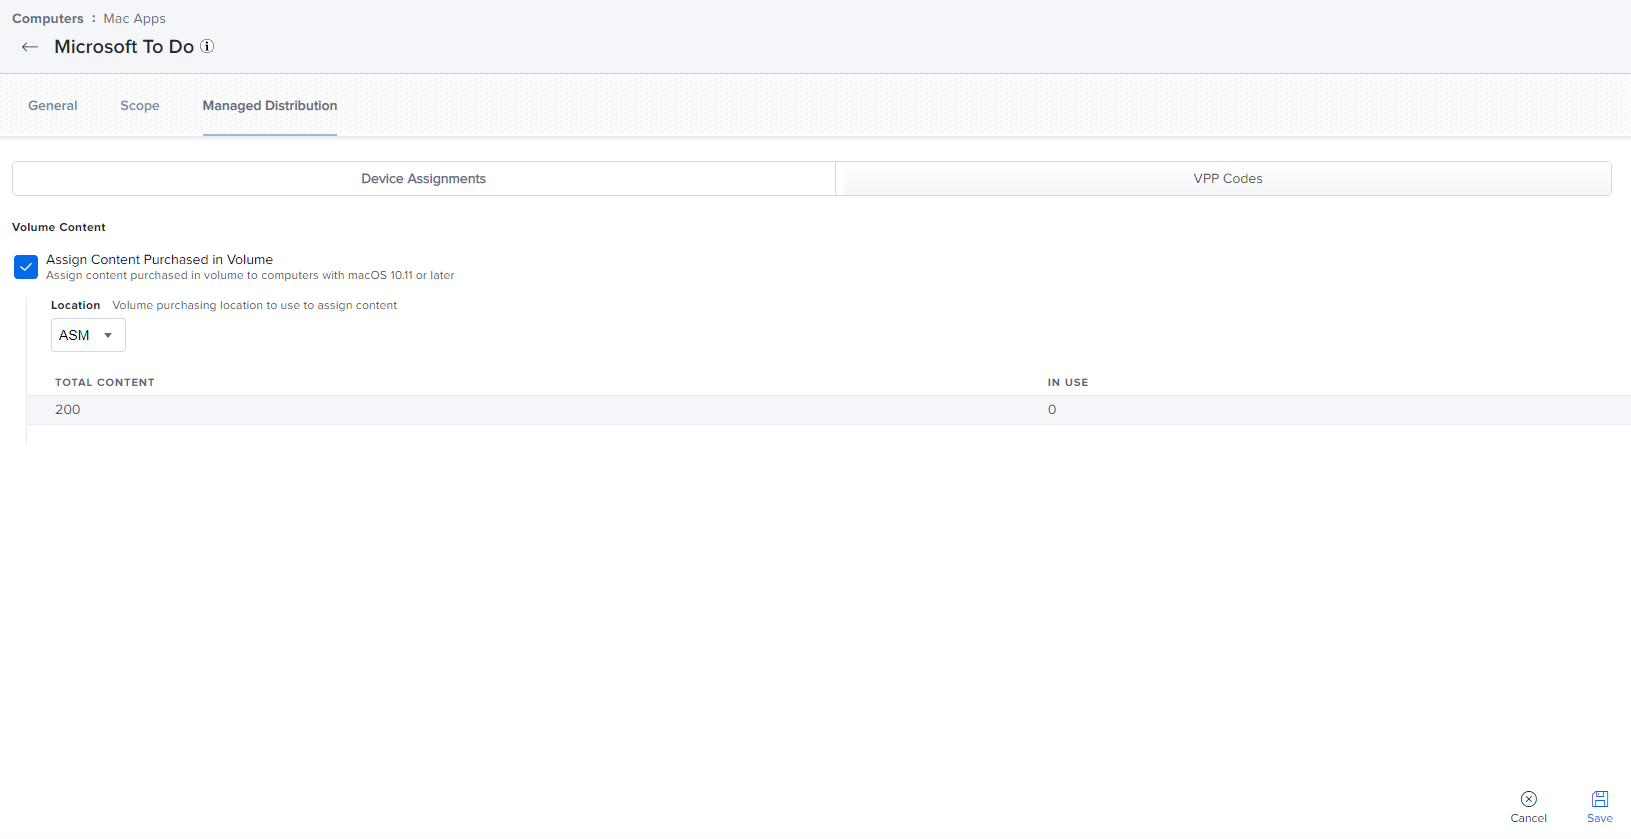 Computers : Mac Apps
Microsoft To Do
General Scope Managed Distribution
Device Assignments VPP Codes
Volume Content
Assign Content Purchased in Volume
Assign content purchased in volume to computers with macOS 10.11 or later
Location Volume purchasing location to use to assign content
ASM
TOTAL CONTENT IN USE
200 0
Cancel Save